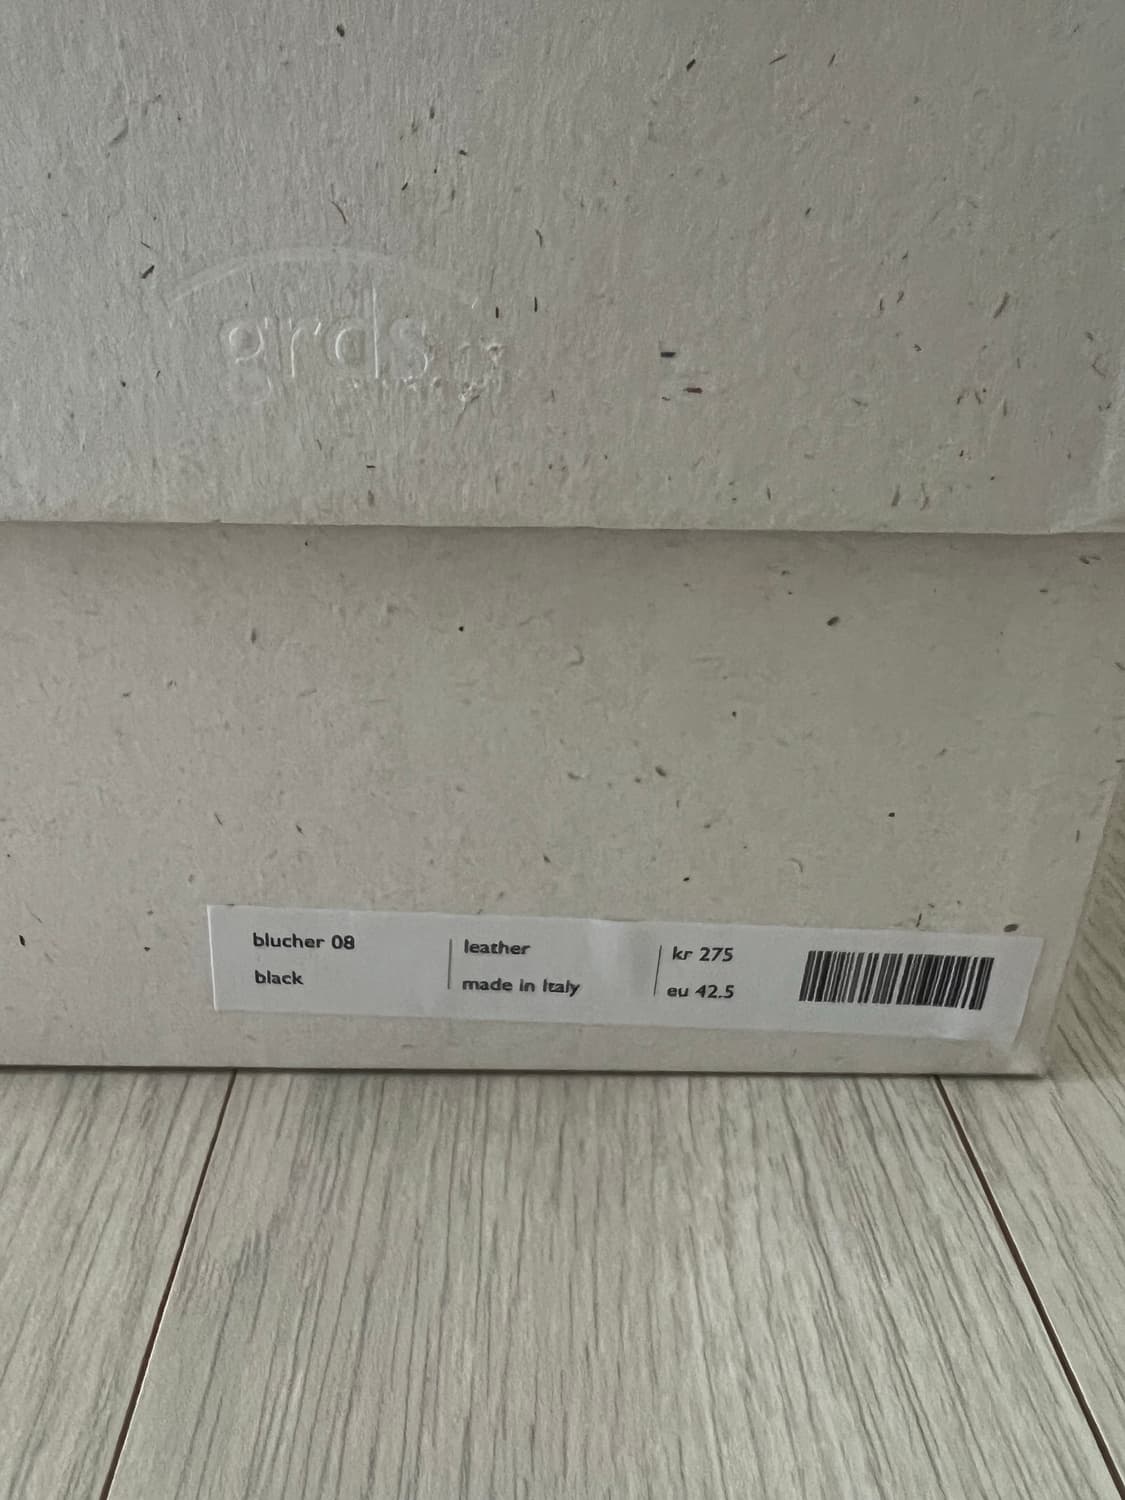 grds
blucher 08
black
leather
made in Italy
kr 275
eu 42.5